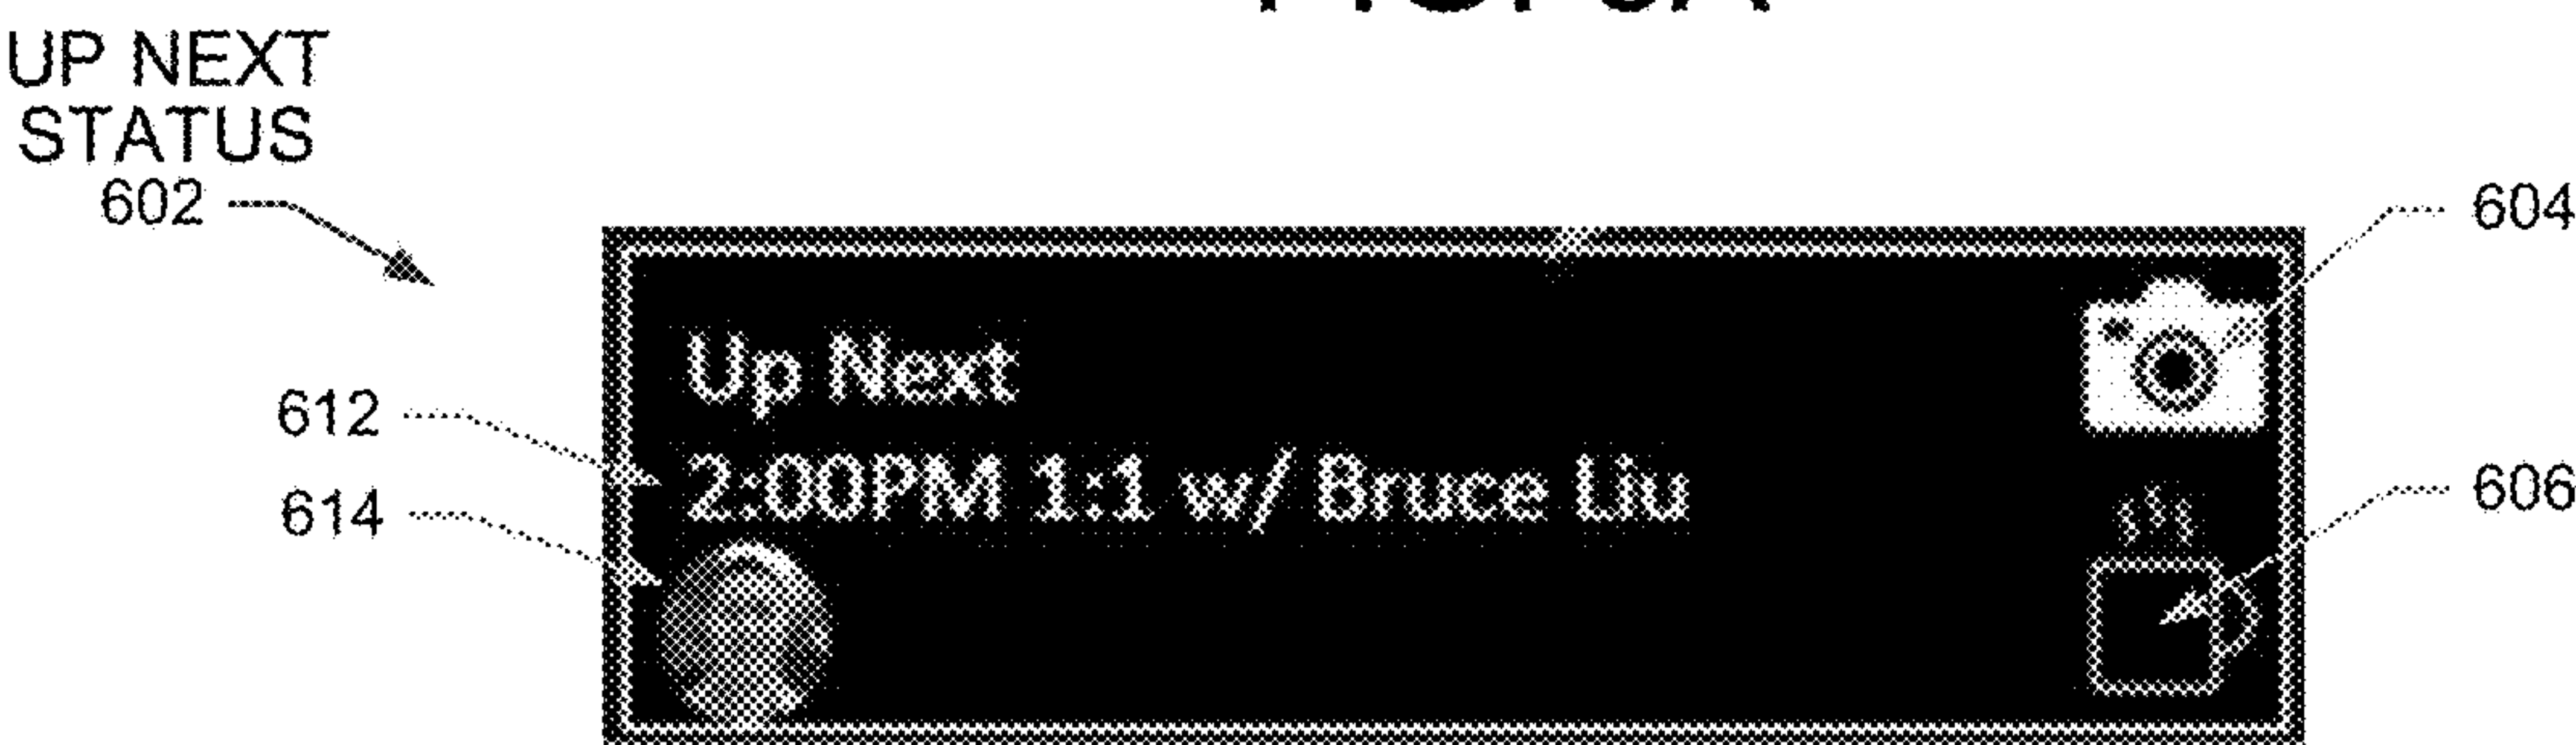 UP NEXT
STATUS
602
604
Up Next
612
2:00PM 1:1 w/ Bruce Liu
614
606